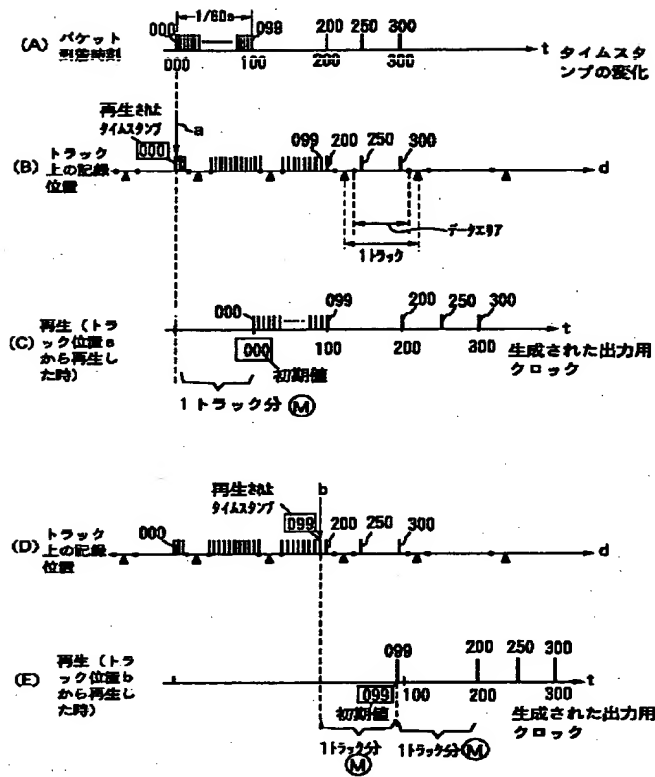 1/60s
000 099 200 250 300
(A) パケット
到着時刻
000 100 200 300
t タイムスタ
ンプの変化
再生された
タイムスタンプ a
000
(B) トラック
上の記録
位置
099 200 250 300
d
データエリア
1トラック
000 099 200 250 300
再生(トラ
(C) ック位置a
から再生し
た時)
t
000 100 200 300
初期値
生成された出力用
クロック
1トラック分 M
再生された b
タイムスタンプ
(D) トラック
上の記録
位置
000 099 200 250 300
d
099 200 250 300
再生(トラ
(E) ック位置b
から再生し
た時)
t
099 100 200 300
初期値
生成された出力用
クロック
1トラック分 1トラック分 M
M